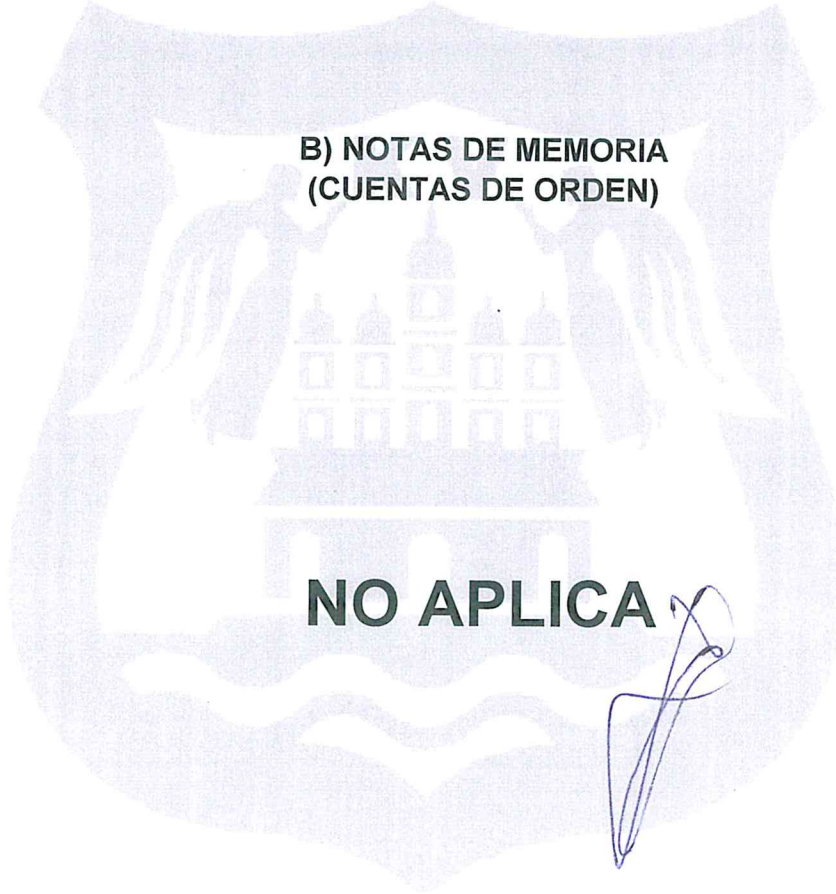 B) NOTAS DE MEMORIA
(CUENTAS DE ORDEN)
NO APLICA